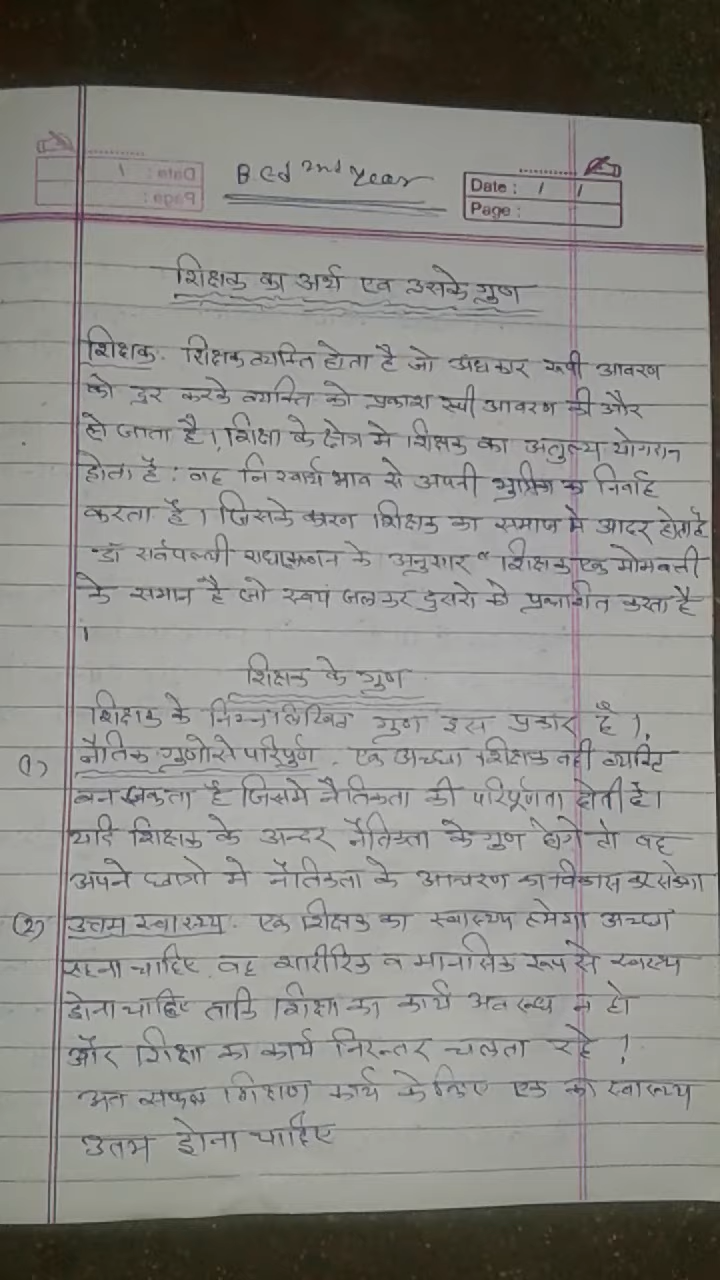 B Ed 2nd Year
Date : / /
Page :
शिक्षक का अर्थ एव उसके गुण
शिक्षक. शिक्षक व्यक्ति होता है जो अंधकार रूपी आवरण
को दुर करके व्यक्ति को प्रकाश रूपी आवरण की और
ले जाता है। शिक्षा के क्षेत्र मे शिक्षक का अतुल्य योगदान
होता है : वह नि स्वार्थ भाव से अपनी भुमिका का निर्वाह
करता है । जिसके कारन शिक्षक का समाज मे आदर होता है
डॉ सर्वपल्ली राधाकृष्णन के अनुसार " शिक्षक एक मोमबत्ती
के समान है जो स्वयं जलकर दुसरो को प्रकाशित करता है
।
शिक्षक के गुण
शिक्षक के निम्नलिखित गुण इस प्रकार है ।,
(1) नैतिक गुणो से परिपुर्ण . एक अच्छा शिक्षक वही व्यक्ति
बन सकता है जिसमे नैतिकता की परिपूर्णता होती है।
यदि शिक्षक के अन्दर नैतिकता के गुण होगे तो वह
अपने छात्रो मे नैतिकता के आचरण का विकास कर सकेगा
(2) उत्तम स्वास्थ्य . एक शिक्षक का स्वास्थ्य हमेशा अच्छा
रहना चाहिए वह शारीरिक व मानसिक रूप से स्वस्थ
होना चाहिए ताकि शिक्षा का कार्य अवरुध न हो
और शिक्षा का कार्य निरन्तर चलता रहे !
अत सफल शिक्षण कार्य के लिए एक का स्वास्थ्य
उतम होना चाहिए